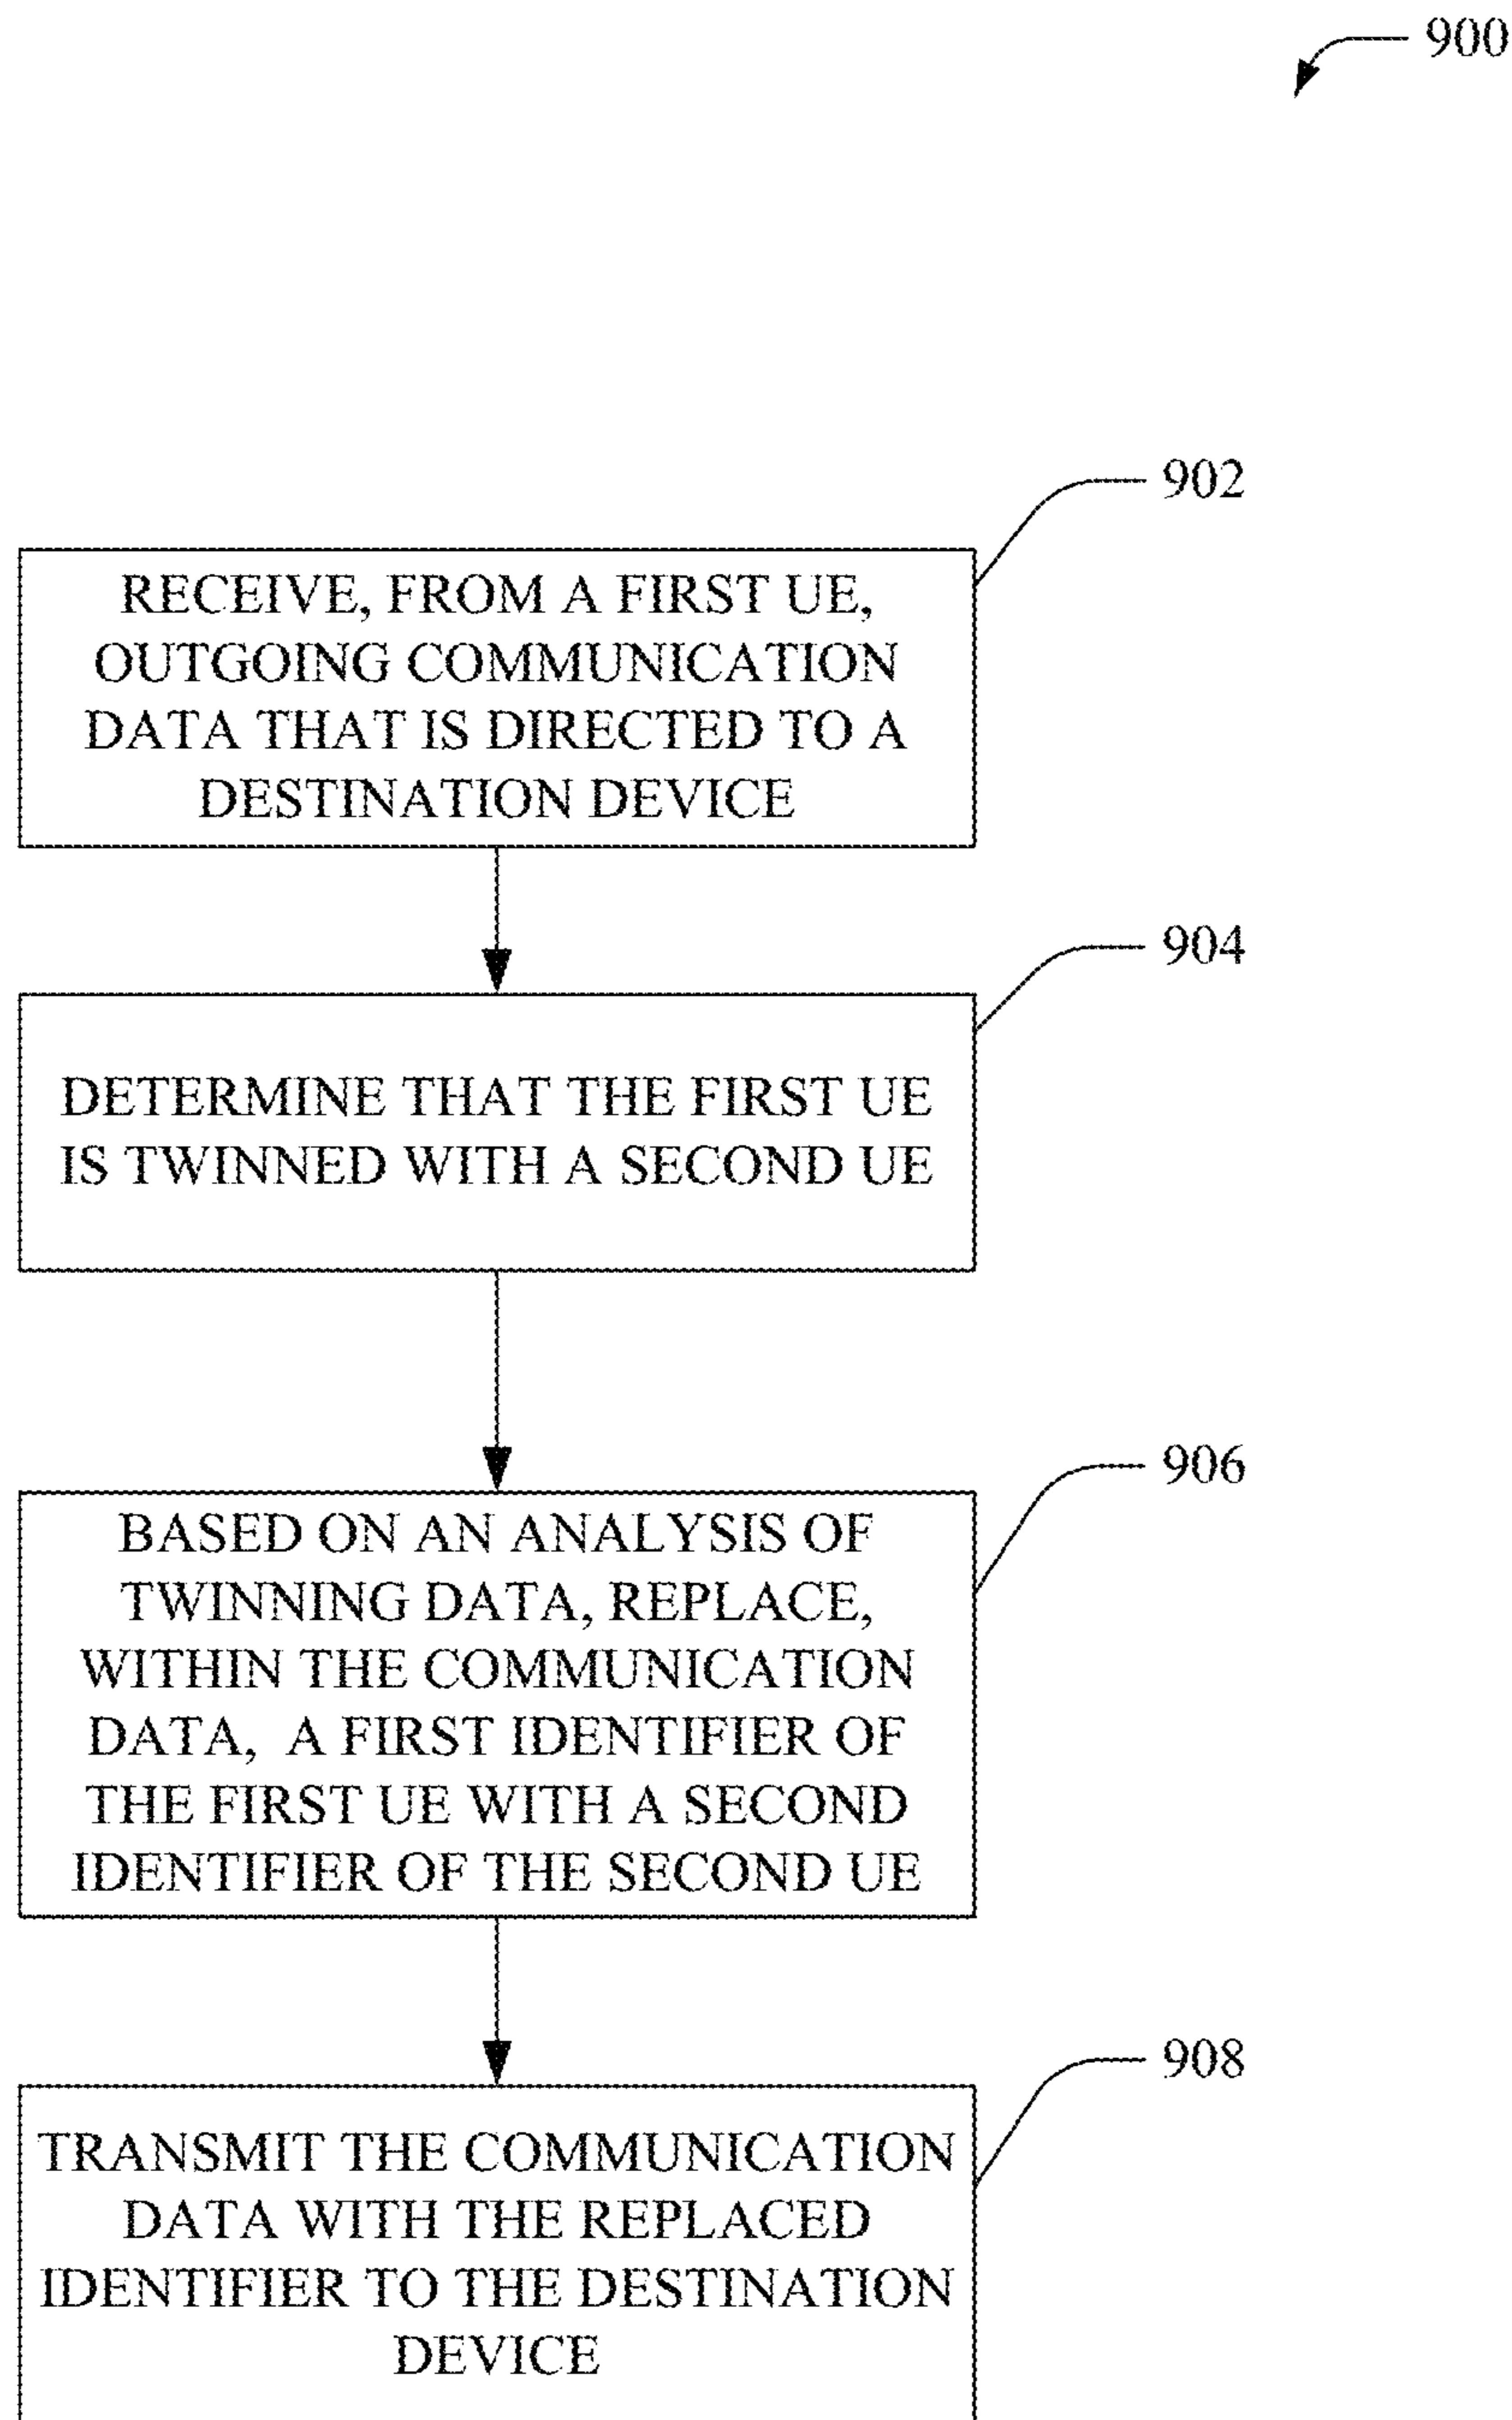 900
902
RECEIVE, FROM A FIRST UE,
OUTGOING COMMUNICATION
DATA THAT IS DIRECTED TO A
DESTINATION DEVICE
904
DETERMINE THAT THE FIRST UE
IS TWINNED WITH A SECOND UE
906
BASED ON AN ANALYSIS OF
TWINNING DATA, REPLACE,
WITHIN THE COMMUNICATION
DATA, A FIRST IDENTIFIER OF
THE FIRST UE WITH A SECOND
IDENTIFIER OF THE SECOND UE
908
TRANSMIT THE COMMUNICATION
DATA WITH THE REPLACED
IDENTIFIER TO THE DESTINATION
DEVICE